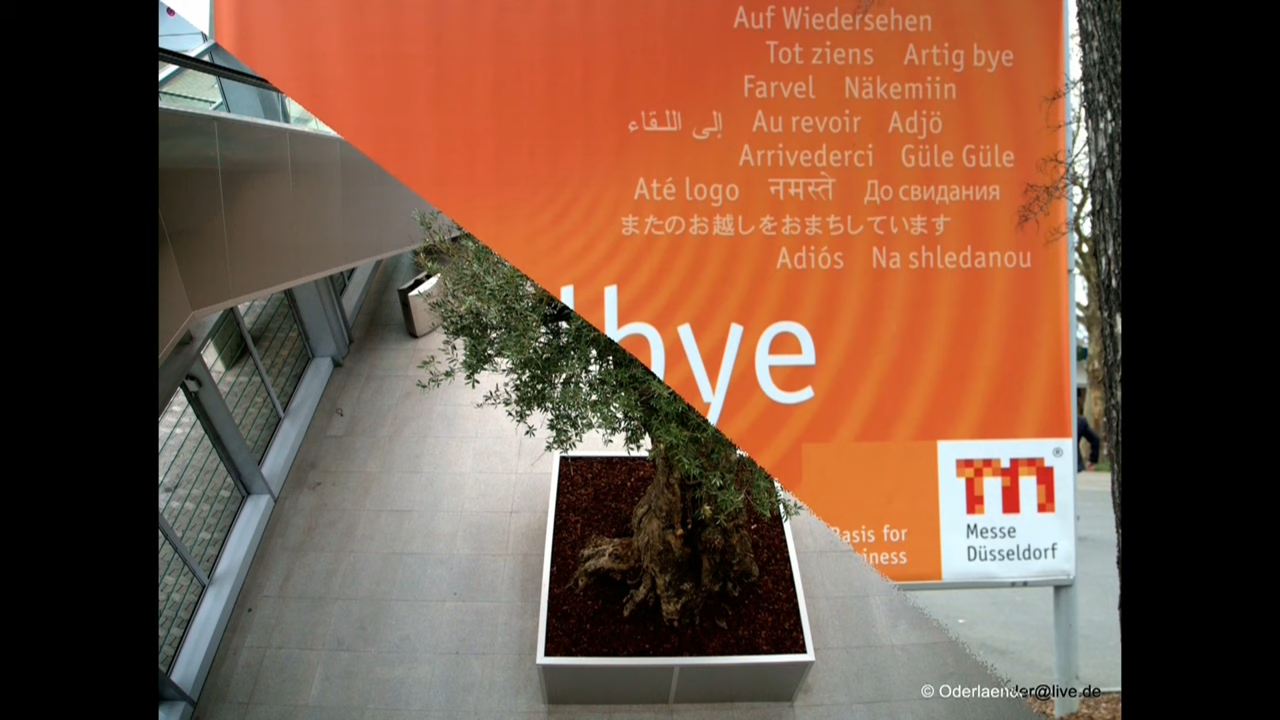 Auf Wiedersehen
Tot ziens Artig bye
Farvel Näkemiin
إلى اللقاء Au revoir Adjö
Arrivederci Güle Güle
Até logo नमस्ते До свидания
またのお越しをおまちしています
Adiós Na shledanou
bye
Basis for
Messe
Düsseldorf
© Oderlaender@live.de